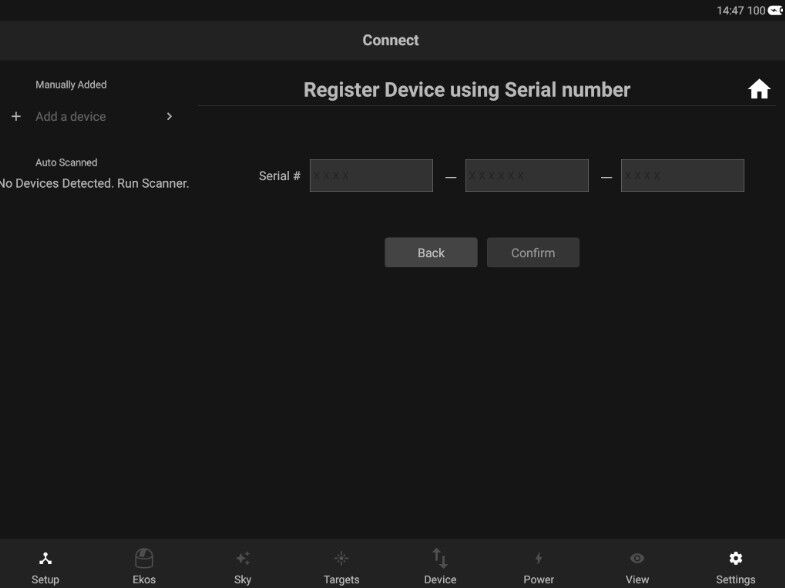 14:47 100
Connect
Manually Added
+ Add a device >
Auto Scanned
No Devices Detected. Run Scanner.
Register Device using Serial number
Serial # XXXX — XXXXXX — XXXX
Back Confirm
Setup Ekos Sky Targets Device Power View Settings